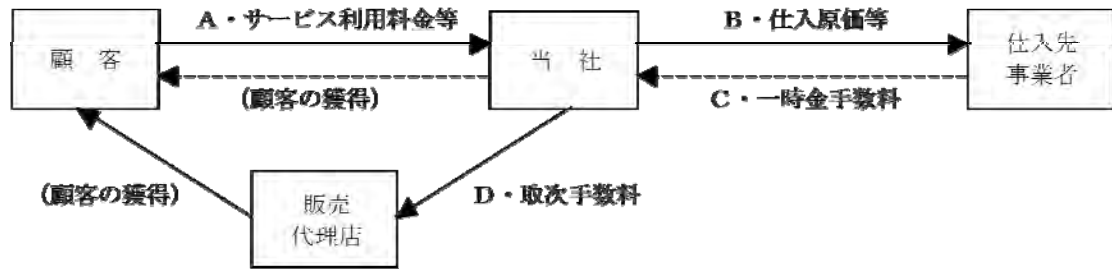 A・サービス利用料金等
B・仕入原価等
顧 客
当 社
仕入先
事業者
(顧客の獲得)
C・一時金手数料
(顧客の獲得)
販売
代理店
D・取次手数料